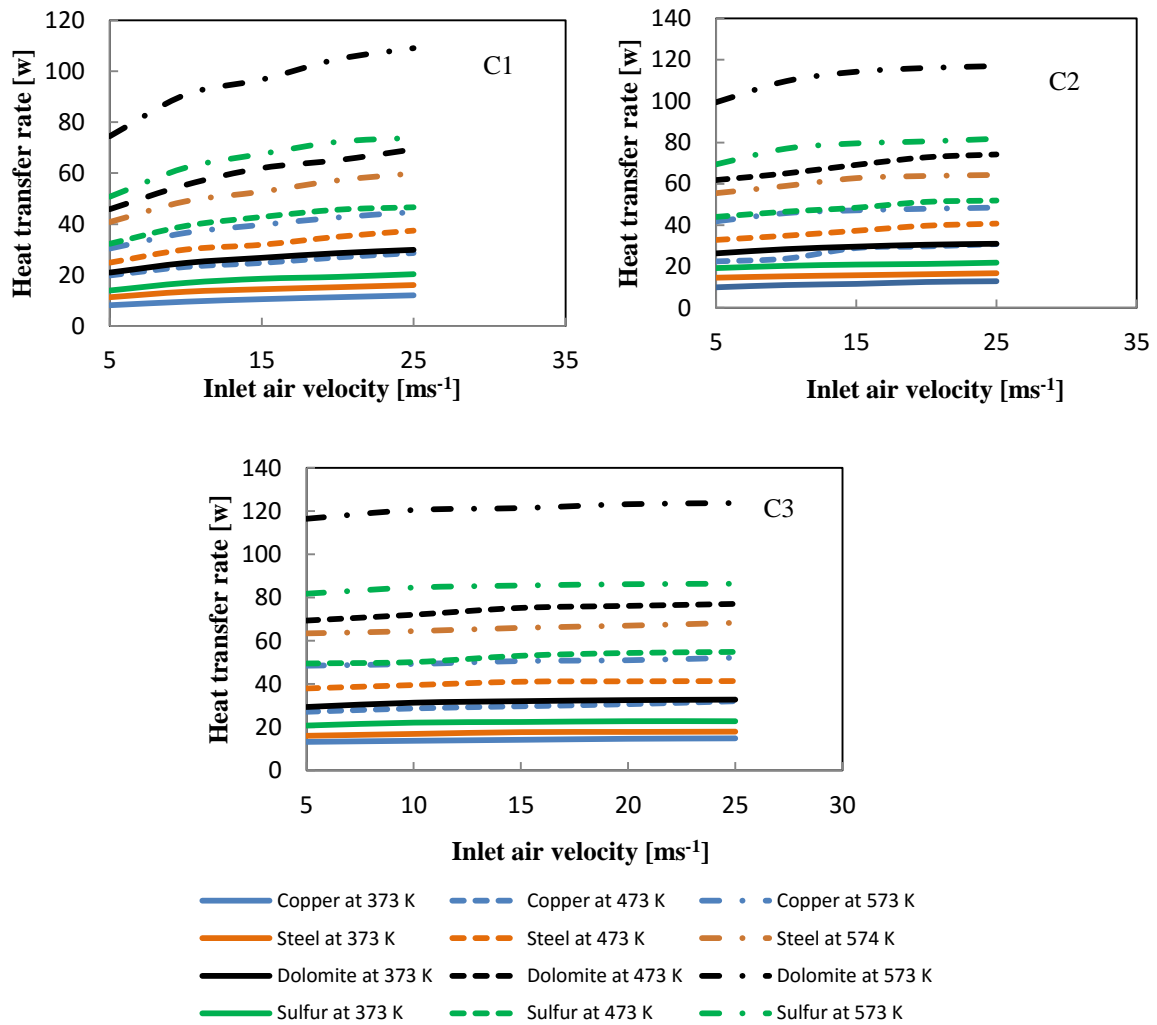 Heat transfer rate [w]
120
100
80
60
40
20
0
C1
5
15
25
35
Inlet air velocity [ms-1]
Heat transfer rate [w]
140
120
100
80
60
40
20
0
C2
5
15
25
35
Inlet air velocity [ms-1]
Heat transfer rate [w]
140
120
100
80
60
40
20
0
C3
5
10
15
20
25
30
Inlet air velocity [ms-1]
Copper at 373 K
Copper at 473 K
Copper at 573 K
Steel at 373 K
Steel at 473 K
Steel at 574 K
Dolomite at 373 K
Dolomite at 473 K
Dolomite at 573 K
Sulfur at 373 K
Sulfur at 473 K
Sulfur at 573 K